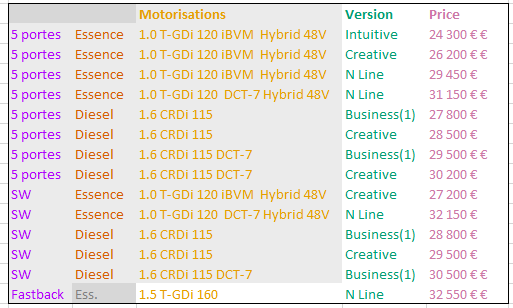 Motorisations Version Price
5 portes Essence 1.0 T-GDi 120 iBVM  Hybrid 48V Intuitive 24 300 € €
5 portes Essence 1.0 T-GDi 120 iBVM  Hybrid 48V Creative 26 200 € €
5 portes Essence 1.0 T-GDi 120 iBVM  Hybrid 48V N Line 29 450 €
5 portes Essence 1.0 T-GDi 120  DCT-7 Hybrid 48V N Line 31 150 € €
5 portes Diesel 1.6 CRDi 115 Business(1) 27 800 €
5 portes Diesel 1.6 CRDi 115 Creative 28 500 €
5 portes Diesel 1.6 CRDi 115 DCT-7 Business(1) 29 500 € €
5 portes Diesel 1.6 CRDi 115 DCT-7 Creative 30 200 €
SW Essence 1.0 T-GDi 120 iBVM  Hybrid 48V Creative 27 200 €
SW Essence 1.0 T-GDi 120  DCT-7 Hybrid 48V N Line 32 150 €
SW Diesel 1.6 CRDi 115 Business(1) 28 800 €
SW Diesel 1.6 CRDi 115 Creative 29 500 €
SW Diesel 1.6 CRDi 115 DCT-7 Business(1) 30 500 € €
Fastback Ess. 1.5 T-GDi 160 N Line 32 550 €